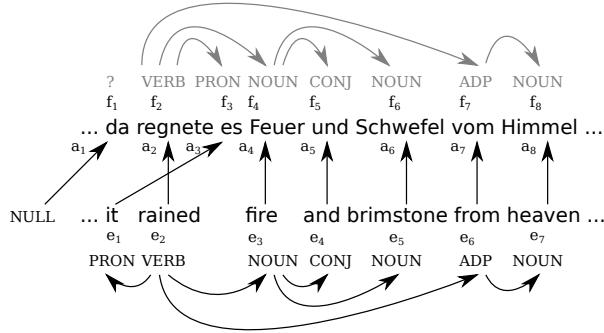 ? VERB PRON NOUN CONJ NOUN ADP NOUN
f1 f2 f3 f4 f5 f6 f7 f8
... da regnete es Feuer und Schwefel vom Himmel ...
a1 a2 a3 a4 a5 a6 a7 a8
NULL ... it rained fire and brimstone from heaven ...
e1 e2 e3 e4 e5 e6 e7
PRON VERB NOUN CONJ NOUN ADP NOUN